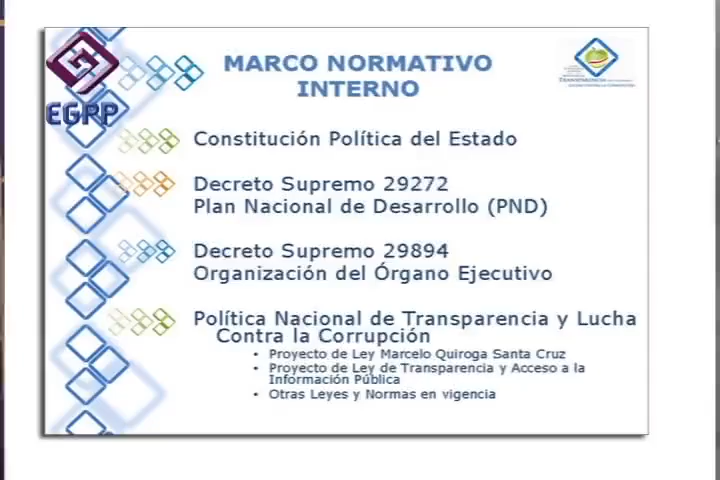 EGPP
MARCO NORMATIVO
INTERNO
TRANSPARENCIA
Constitución Política del Estado
Decreto Supremo 29272
Plan Nacional de Desarrollo (PND)
Decreto Supremo 29894
Organización del Órgano Ejecutivo
Política Nacional de Transparencia y Lucha
Contra la Corrupción
• Proyecto de Ley Marcelo Quiroga Santa Cruz
• Proyecto de Ley de Transparencia y Acceso a la
Información Pública
• Otras Leyes y Normas en vigencia